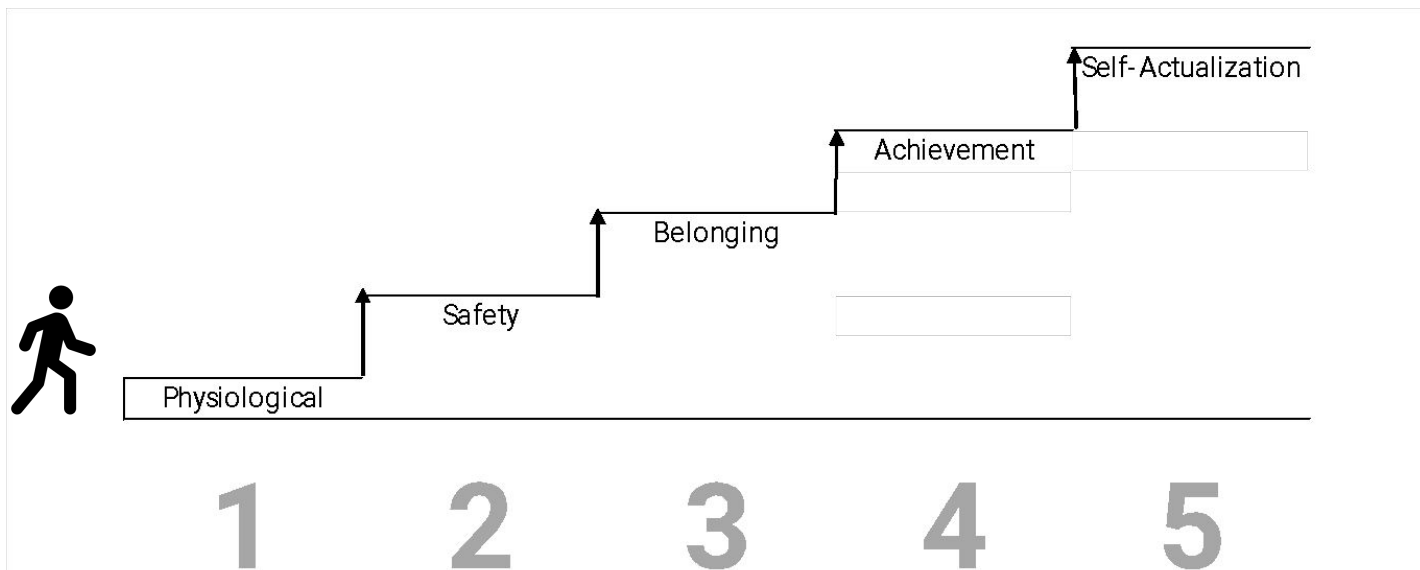 Self-Actualization
Achievement
Belonging
Safety
Physiological
1 2 3 4 5